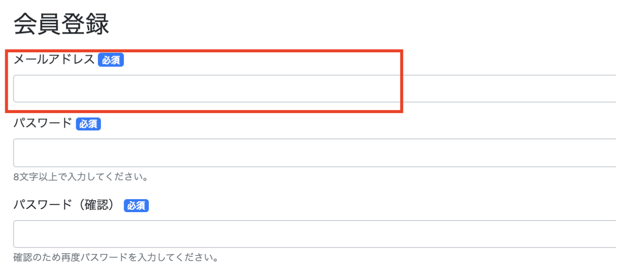 会員登録
メールアドレス 必須
パスワード 必須
8文字以上で入力してください。
パスワード（確認） 必須
確認のため再度パスワードを入力してください。